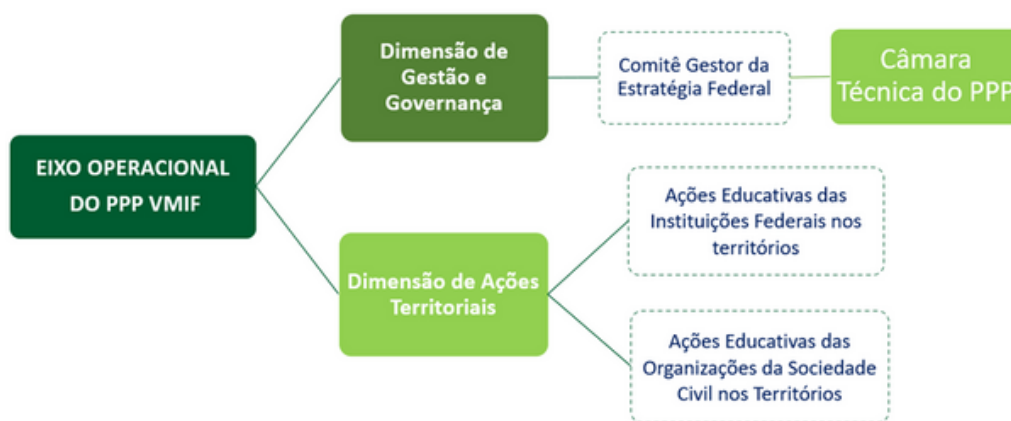 EIXO OPERACIONAL
DO PPP VMIF
Dimensão de
Gestão e
Governança
Comitê Gestor da
Estratégia Federal
Câmara
Técnica do PPP
Dimensão de Ações
Territoriais
Ações Educativas das
Instituições Federais nos
territórios
Ações Educativas das
Organizações da Sociedade
Civil nos Territórios